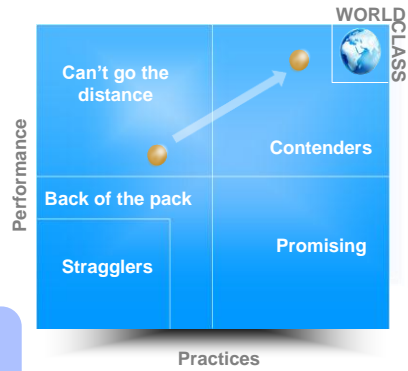 WORLD
CLASS
Can't go the
distance
Contenders
Performance
Back of the pack
Promising
Stragglers
Practices